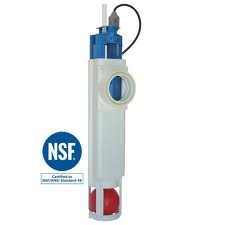 NSF
Certified to
NSF/ANSI Standard 46